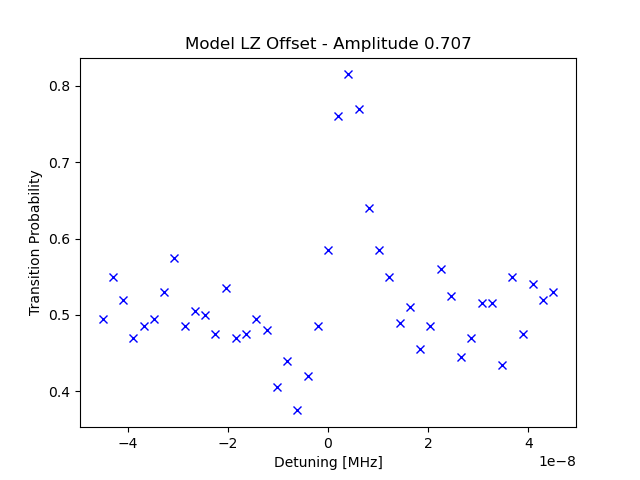 Model LZ Offset - Amplitude 0.707
Transition Probability
0.8
0.7
0.6
0.5
0.4
−4
−2
0
2
4
1e−8
Detuning [MHz]